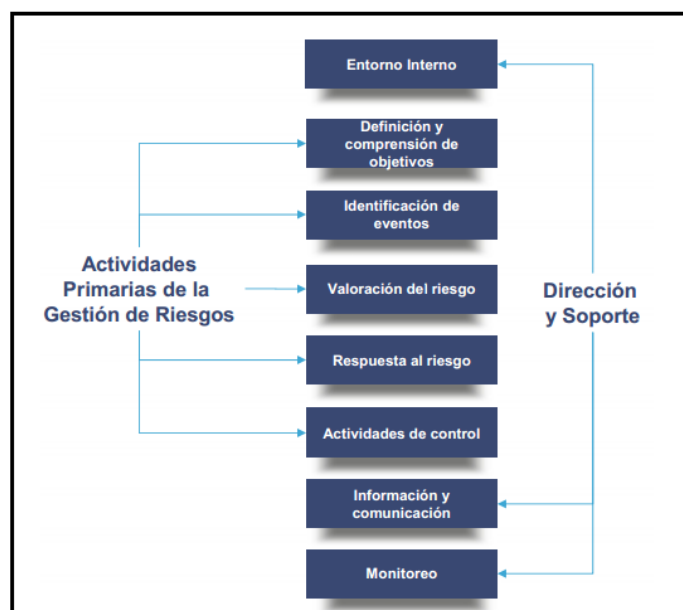 Entorno Interno
Definición y
comprensión de
objetivos
Identificación de
eventos
Actividades
Primarias de la
Gestión de Riesgos
Valoración del riesgo
Dirección
y Soporte
Respuesta al riesgo
Actividades de control
Información y
comunicación
Monitoreo